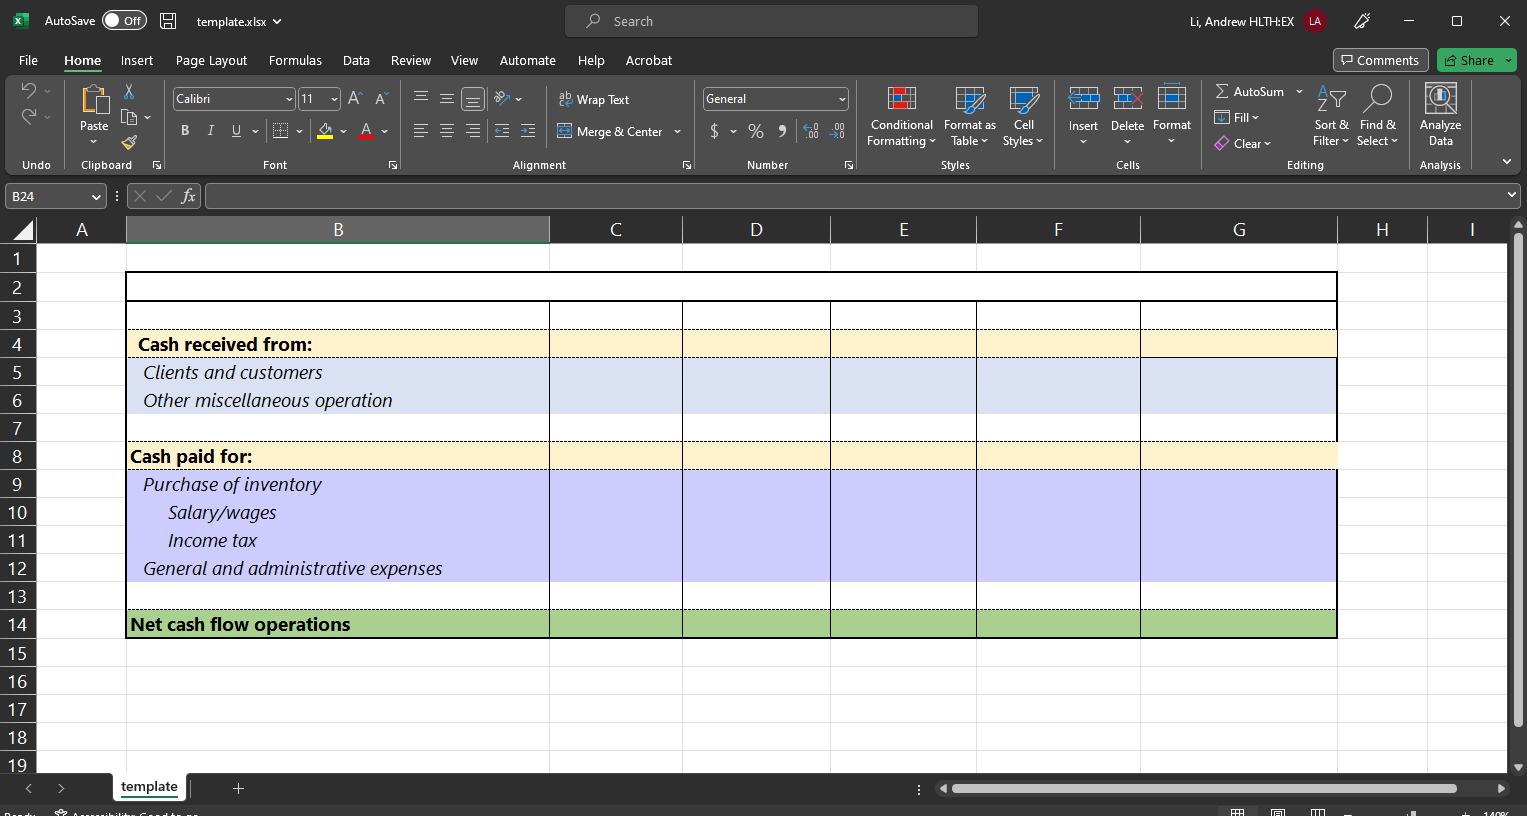 AutoSave Off template.xlsx Search Li, Andrew HLTH:EX LA
File Home Insert Page Layout Formulas Data Review View Automate Help Acrobat Comments Share
Calibri 11 Wrap Text General AutoSum
Paste Fill
B I U Merge & Center $ % Conditional Formatting Format as Table Cell Styles Insert Delete Format Clear Sort & Filter Find & Select Analyze Data
Undo Clipboard Font Alignment Number Styles Cells Editing Analysis
B24 fx
A B C D E F G H I
1
2
3
4 Cash received from:
5 Clients and customers
6 Other miscellaneous operation
7
8 Cash paid for:
9 Purchase of inventory
10 Salary/wages
11 Income tax
12 General and administrative expenses
13
14 Net cash flow operations
15
16
17
18
19
template